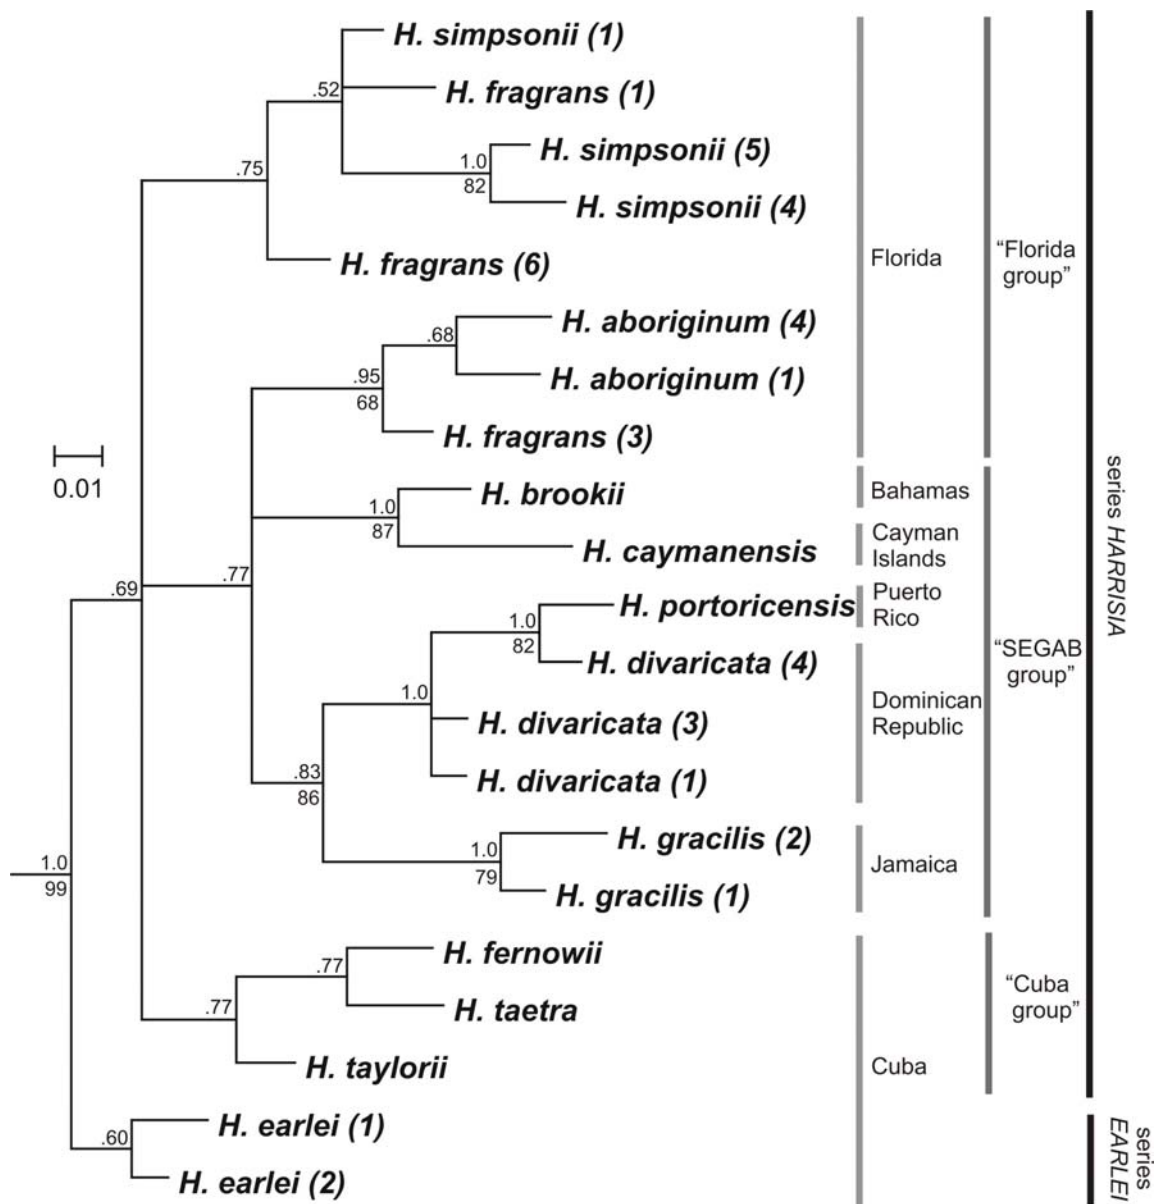 H. simpsonii (1)
.52
H. fragrans (1)
1.0
82
H. simpsonii (5)
.75
H. simpsonii (4)
H. fragrans (6)
Florida
"Florida
group"
H. aboriginum (4)
.68
.95
68
H. aboriginum (1)
H. fragrans (3)
0.01
H. brookii
Bahamas
1.0
87
H. caymanensis
Cayman
Islands
.77
.69
H. portoricensis
Puerto
Rico
1.0
82
H. divaricata (4)
"SEGAB
group"
series HARRISIA
1.0
H. divaricata (3)
Dominican
Republic
.83
86
H. divaricata (1)
H. gracilis (2)
1.0
79
Jamaica
H. gracilis (1)
1.0
99
H. fernowii
.77
H. taetra
"Cuba
group"
.77
H. taylorii
Cuba
H. earlei (1)
.60
H. earlei (2)
series
EARLEI